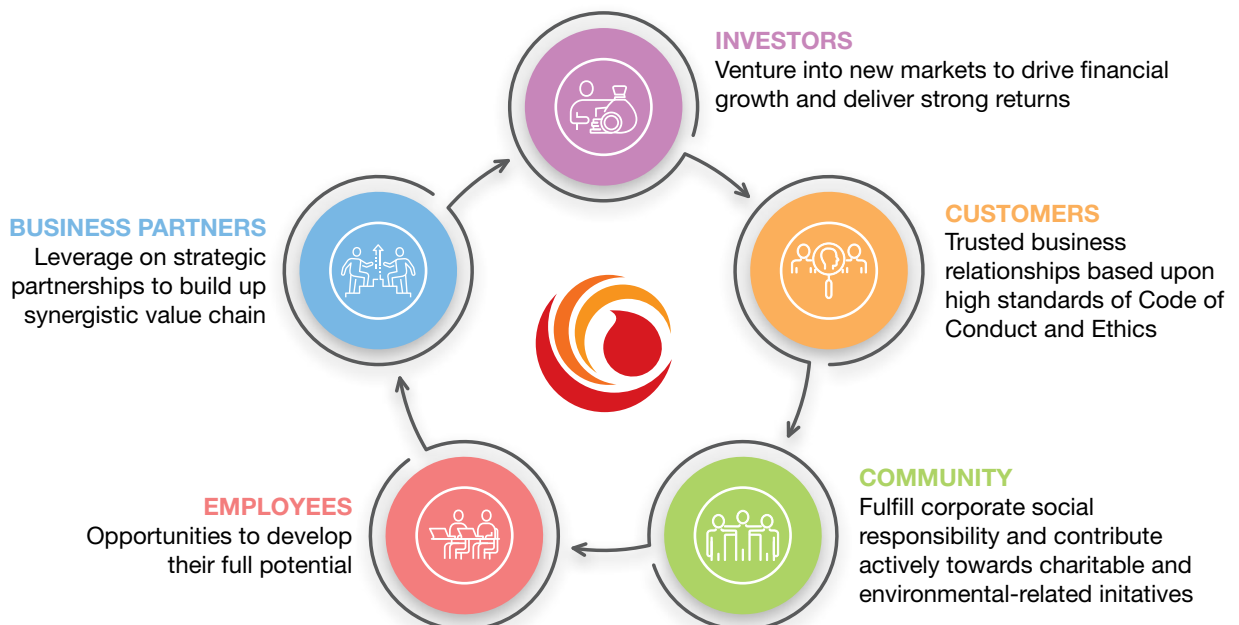 INVESTORS
Venture into new markets to drive financial
growth and deliver strong returns
BUSINESS PARTNERS
Leverage on strategic
partnerships to build up
synergistic value chain
CUSTOMERS
Trusted business
relationships based upon
high standards of Code of
Conduct and Ethics
EMPLOYEES
Opportunities to develop
their full potential
COMMUNITY
Fulfill corporate social
responsibility and contribute
actively towards charitable and
environmental-related initatives